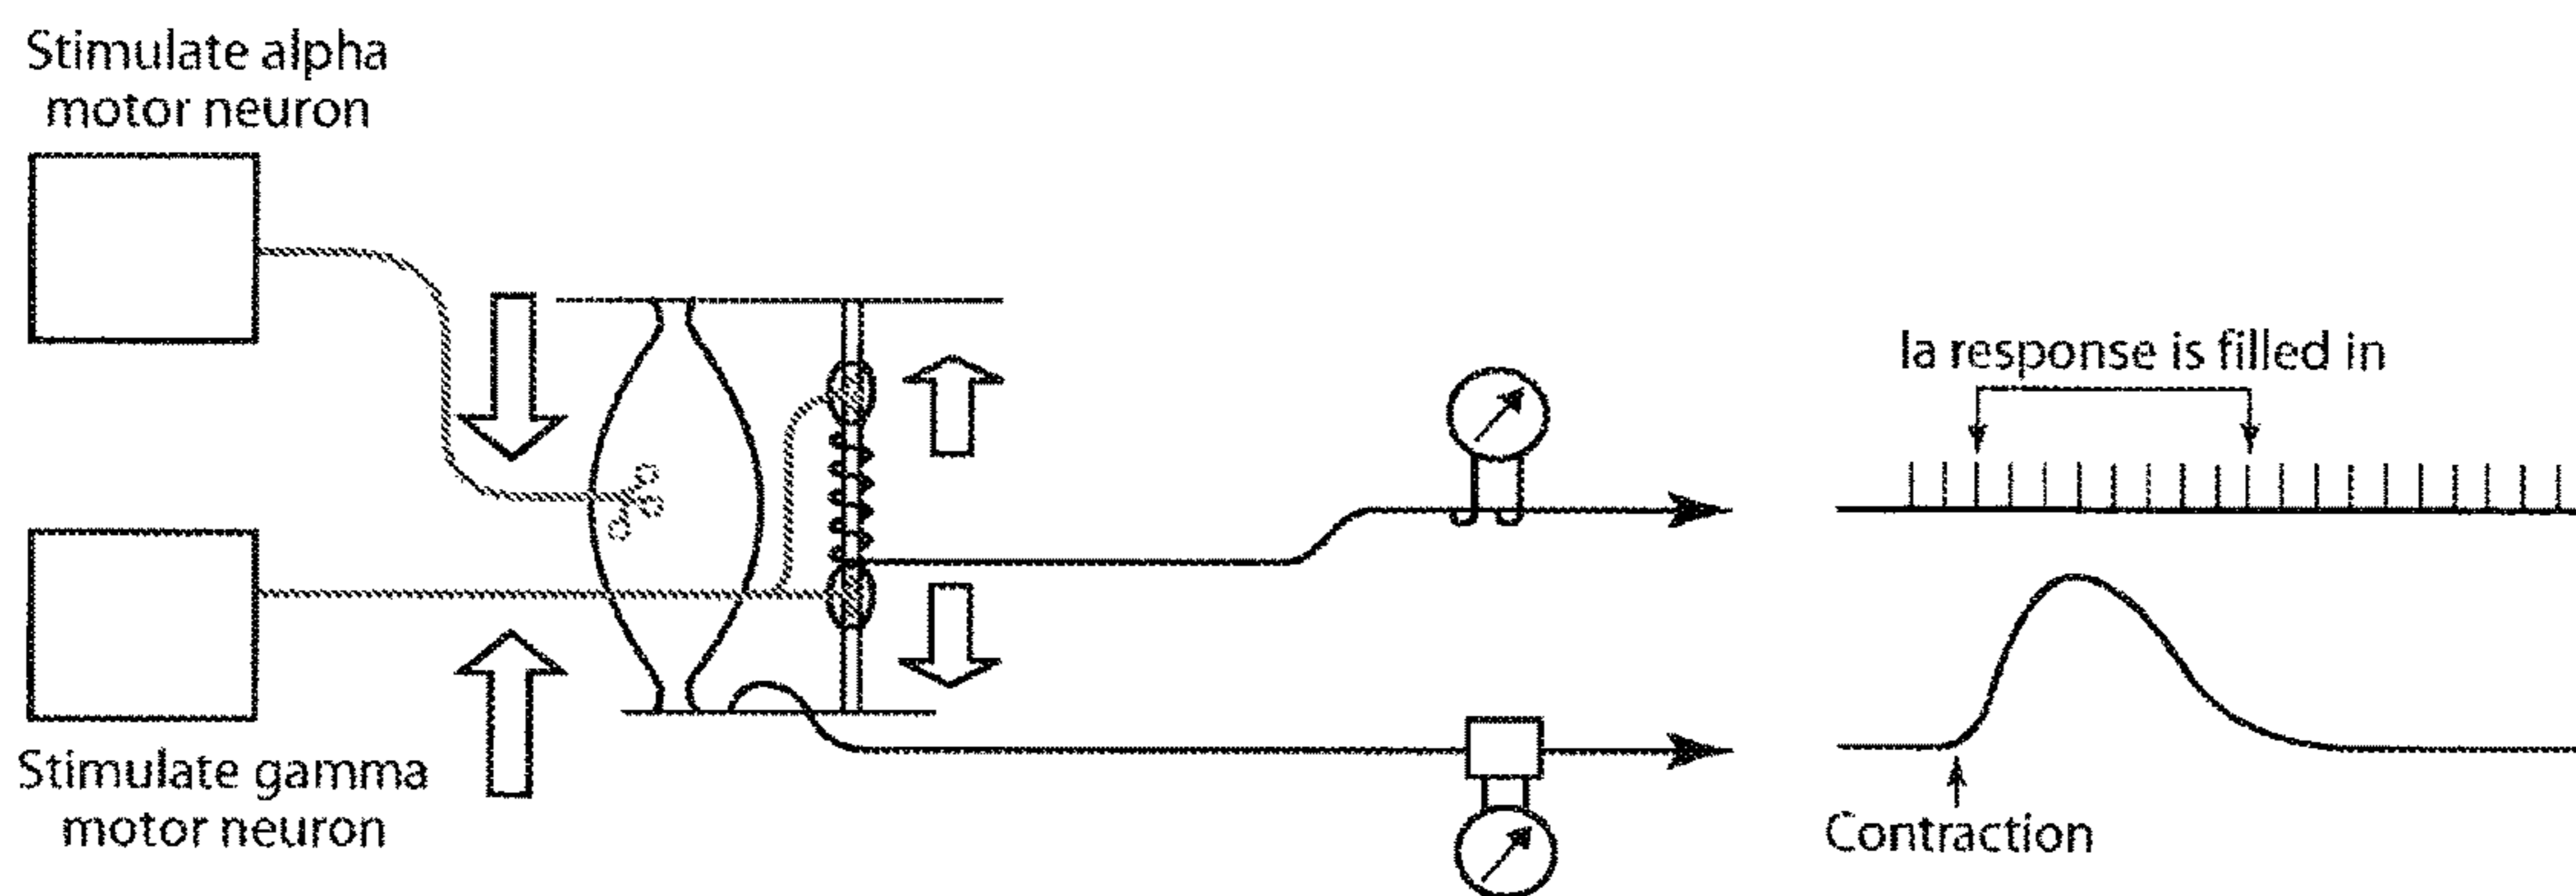 Stimulate alpha
motor neuron
Stimulate gamma
motor neuron
Ia response is filled in
Contraction